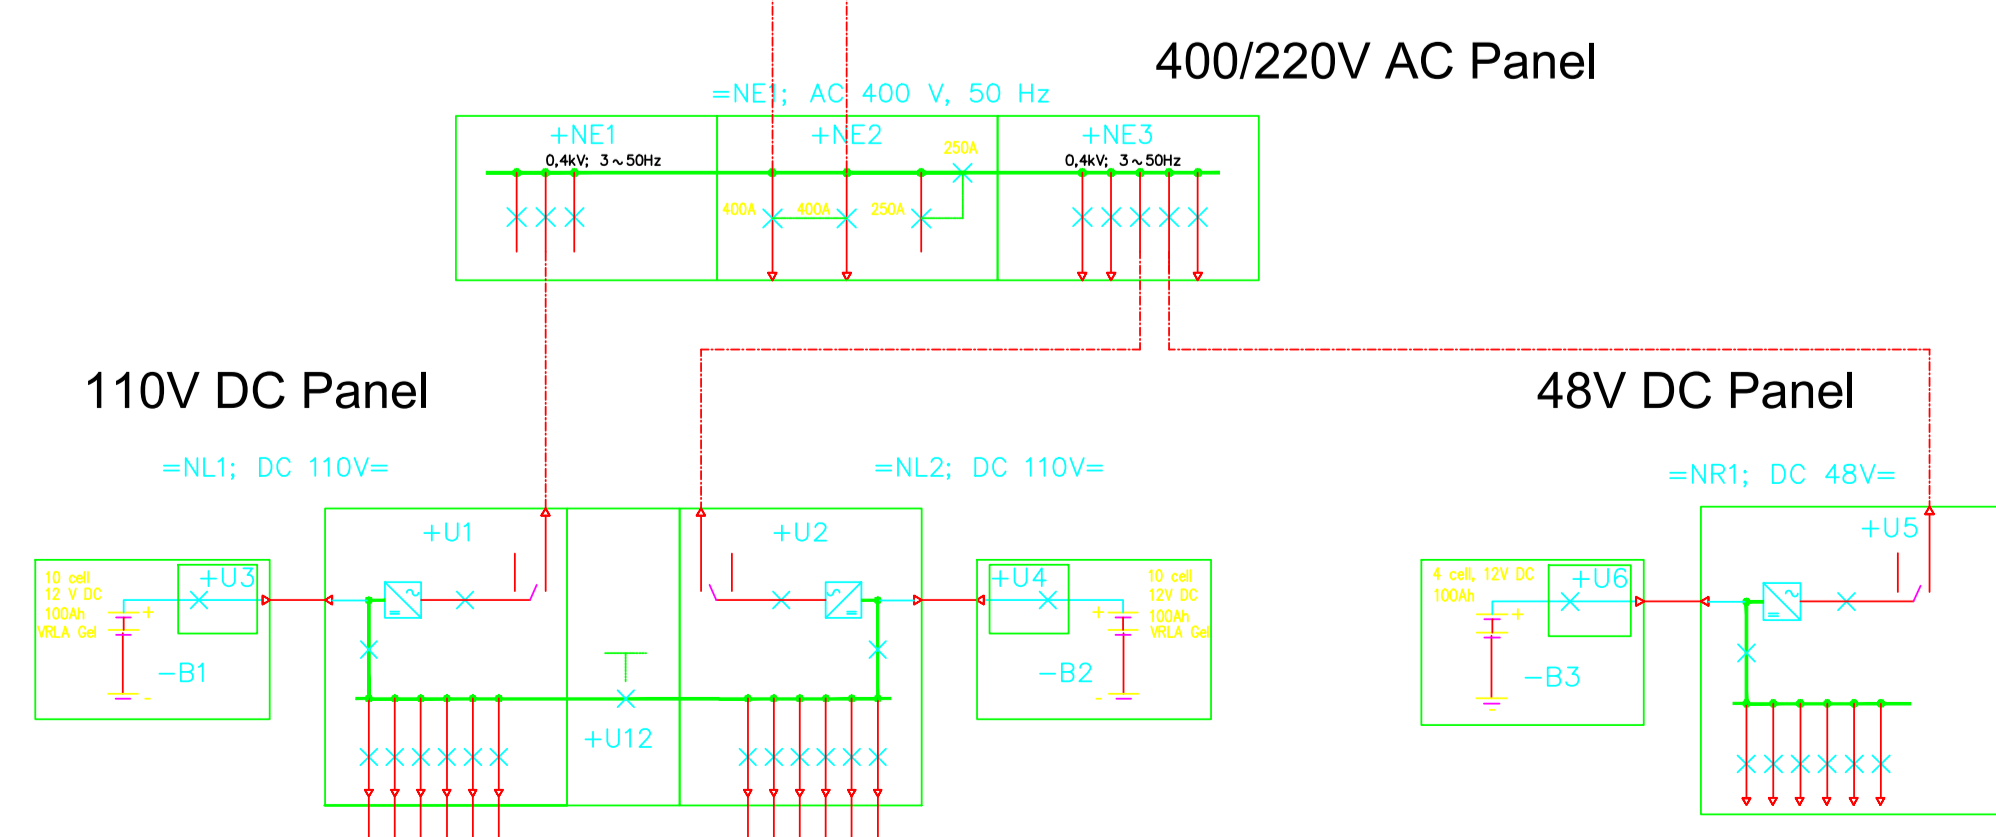 400/220V AC Panel
=NE1; AC 400 V, 50 Hz
+NE1
+NE2
+NE3
0,4kV; 3~50Hz
250A
0,4kV; 3~50Hz
400A
400A
250A
110V DC Panel
48V DC Panel
=NL1; DC 110V=
=NL2; DC 110V=
=NR1; DC 48V=
+U1
+U2
+U5
10 cell
12 V DC
100Ah
VRLA Gel
+
-
+U3
-B1
+U12
+U4
10 cell
12V DC
100Ah
VRLA Gel
+
-
-B2
4 cell, 12V DC
100Ah
+
-
+U6
-B3